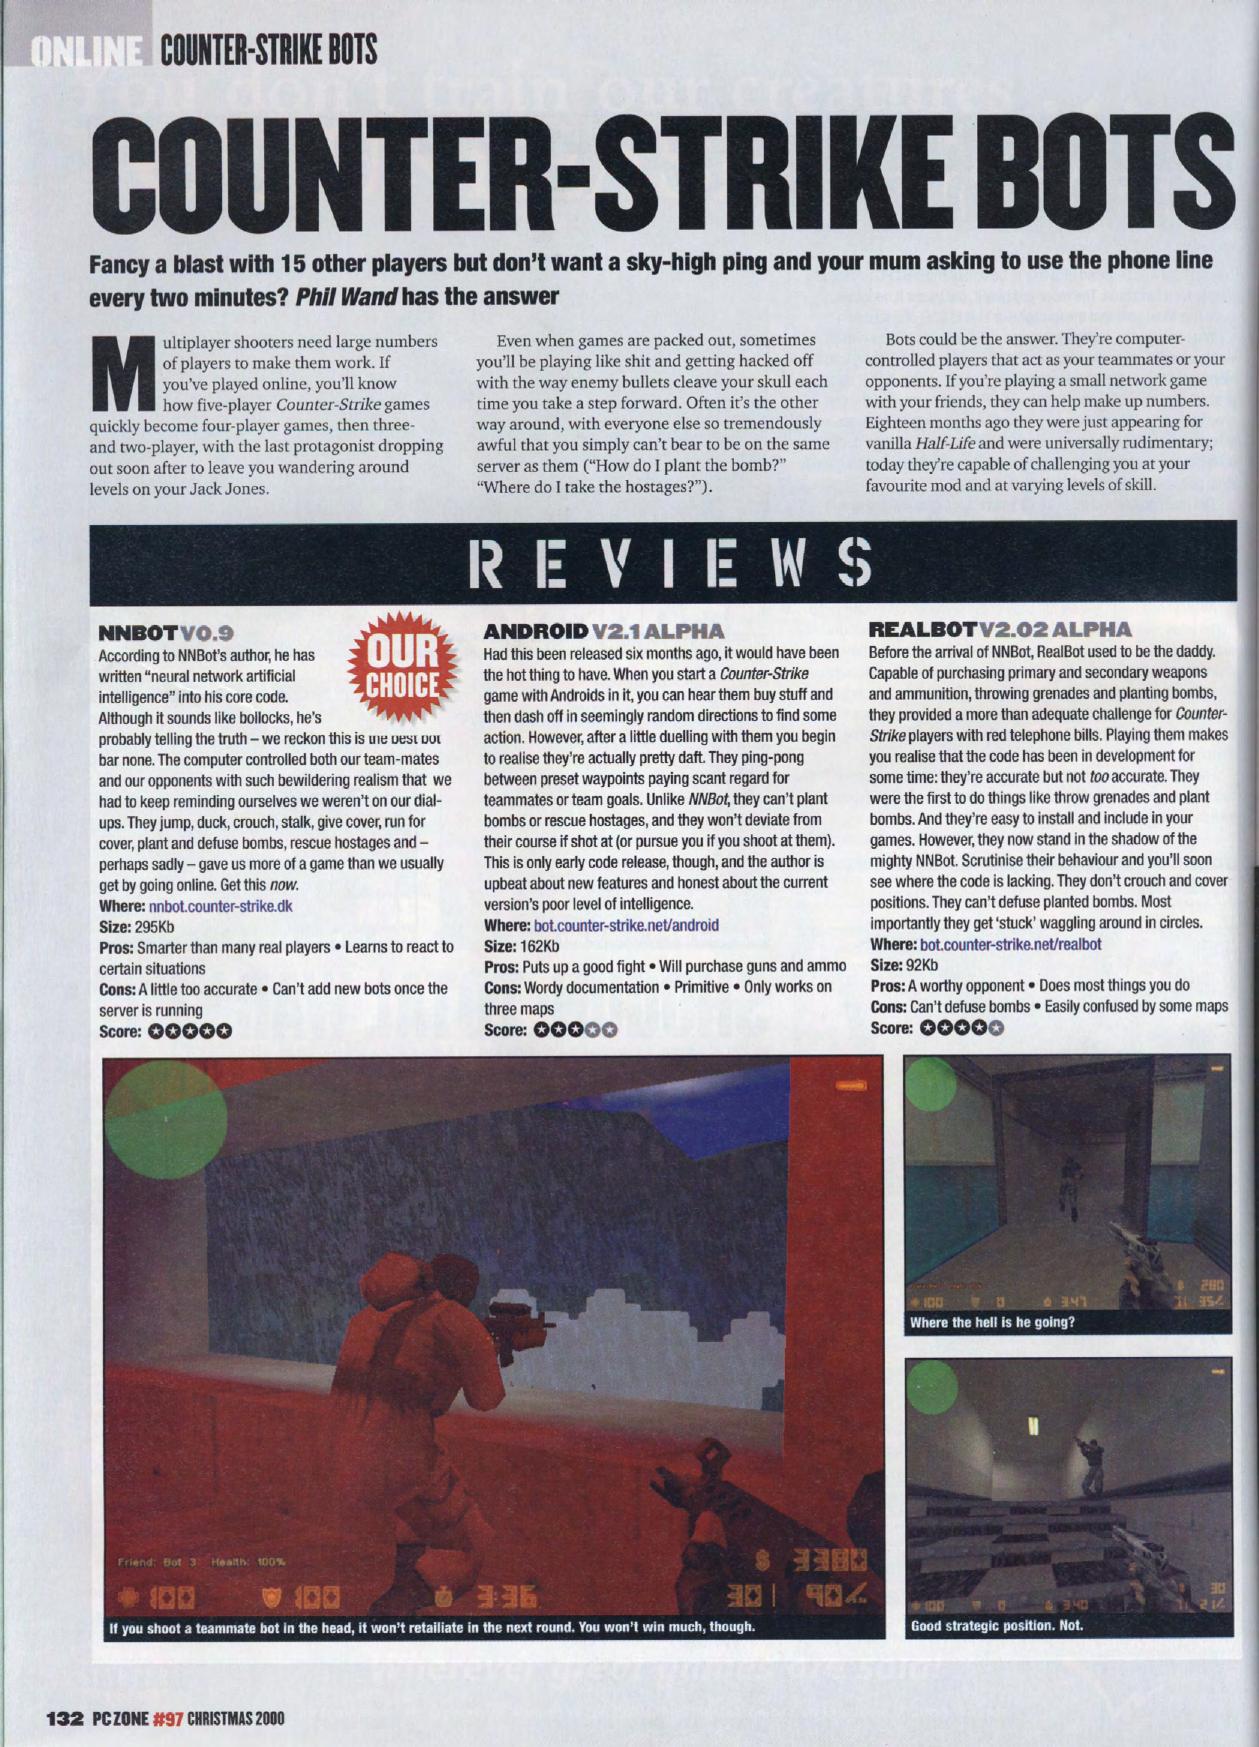 ONLINE COUNTER-STRIKE BOTS
COUNTER-STRIKE BOTS
Fancy a blast with 15 other players but don't want a sky-high ping and your mum asking to use the phone line
every two minutes? Phil Wand has the answer
Multiplayer shooters need large numbers
of players to make them work. If
you've played online, you'll know
how five-player Counter-Strike games
quickly become four-player games, then three-
and two-player, with the last protagonist dropping
out soon after to leave you wandering around
levels on your Jack Jones.
Even when games are packed out, sometimes
you'll be playing like shit and getting hacked off
with the way enemy bullets cleave your skull each
time you take a step forward. Often it's the other
way around, with everyone else so tremendously
awful that you simply can't bear to be on the same
server as them ("How do I plant the bomb?"
"Where do I take the hostages?").
Bots could be the answer. They're computer-
controlled players that act as your teammates or your
opponents. If you're playing a small network game
with your friends, they can help make up numbers.
Eighteen months ago they were just appearing for
vanilla Half-Life and were universally rudimentary;
today they're capable of challenging you at your
favourite mod and at varying levels of skill.
REVIEWS
NNBOT V0.9
According to NNBot's author, he has
written "neural network artificial
intelligence" into his core code.
Although it sounds like bollocks, he's
probably telling the truth – we reckon this is the best bot
bar none. The computer controlled both our team-mates
and our opponents with such bewildering realism that we
had to keep reminding ourselves we weren't on our dial-
ups. They jump, duck, crouch, stalk, give cover, run for
cover, plant and defuse bombs, rescue hostages and –
perhaps sadly – gave us more of a game than we usually
get by going online. Get this now.
Where: nnbot.counter-strike.dk
Size: 295Kb
Pros: Smarter than many real players • Learns to react to
certain situations
Cons: A little too accurate • Can't add new bots once the
server is running
Score:
OUR
CHOICE
ANDROID V2.1 ALPHA
Had this been released six months ago, it would have been
the hot thing to have. When you start a Counter-Strike
game with Androids in it, you can hear them buy stuff and
then dash off in seemingly random directions to find some
action. However, after a little duelling with them you begin
to realise they're actually pretty daft. They ping-pong
between preset waypoints paying scant regard for
teammates or team goals. Unlike NNBot, they can't plant
bombs or rescue hostages, and they won't deviate from
their course if shot at (or pursue you if you shoot at them).
This is only early code release, though, and the author is
upbeat about new features and honest about the current
version's poor level of intelligence.
Where: bot.counter-strike.net/android
Size: 162Kb
Pros: Puts up a good fight • Will purchase guns and ammo
Cons: Wordy documentation • Primitive • Only works on
three maps
Score:
REALBOT V2.02 ALPHA
Before the arrival of NNBot, RealBot used to be the daddy.
Capable of purchasing primary and secondary weapons
and ammunition, throwing grenades and planting bombs,
they provided a more than adequate challenge for Counter-
Strike players with red telephone bills. Playing them makes
you realise that the code has been in development for
some time: they're accurate but not too accurate. They
were the first to do things like throw grenades and plant
bombs. And they're easy to install and include in your
games. However, they now stand in the shadow of the
mighty NNBot. Scrutinise their behaviour and you'll soon
see where the code is lacking. They don't crouch and cover
positions. They can't defuse planted bombs. Most
importantly they get 'stuck' waggling around in circles.
Where: bot.counter-strike.net/realbot
Size: 92Kb
Pros: A worthy opponent • Does most things you do
Cons: Can't defuse bombs • Easily confused by some maps
Score:
Friend: Bot 3 Health: 100%
$ 3380
100 100 3:36 30 | 90
If you shoot a teammate bot in the head, it won't retailiate in the next round. You won't win much, though.
Where the hell is he going?
Good strategic position. Not.
132 PC ZONE #97 CHRISTMAS 2000